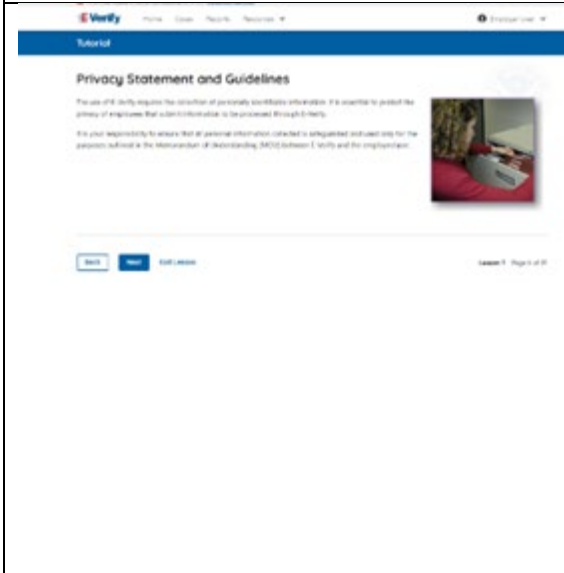 E-Verify Home Cases Reports Resources Employer User
Tutorial
Privacy Statement and Guidelines
The use of E-Verify requires the collection of personally identifiable information. It is essential to protect the
privacy of employees that submit information to be processed through E-Verify.
It is your responsibility to ensure that all personal information collected is safeguarded and used only for the
purposes outlined in the Memorandum of Understanding (MOU) between E-Verify and the employer/user.
Back Next Exit Lesson Lesson 1 Page of